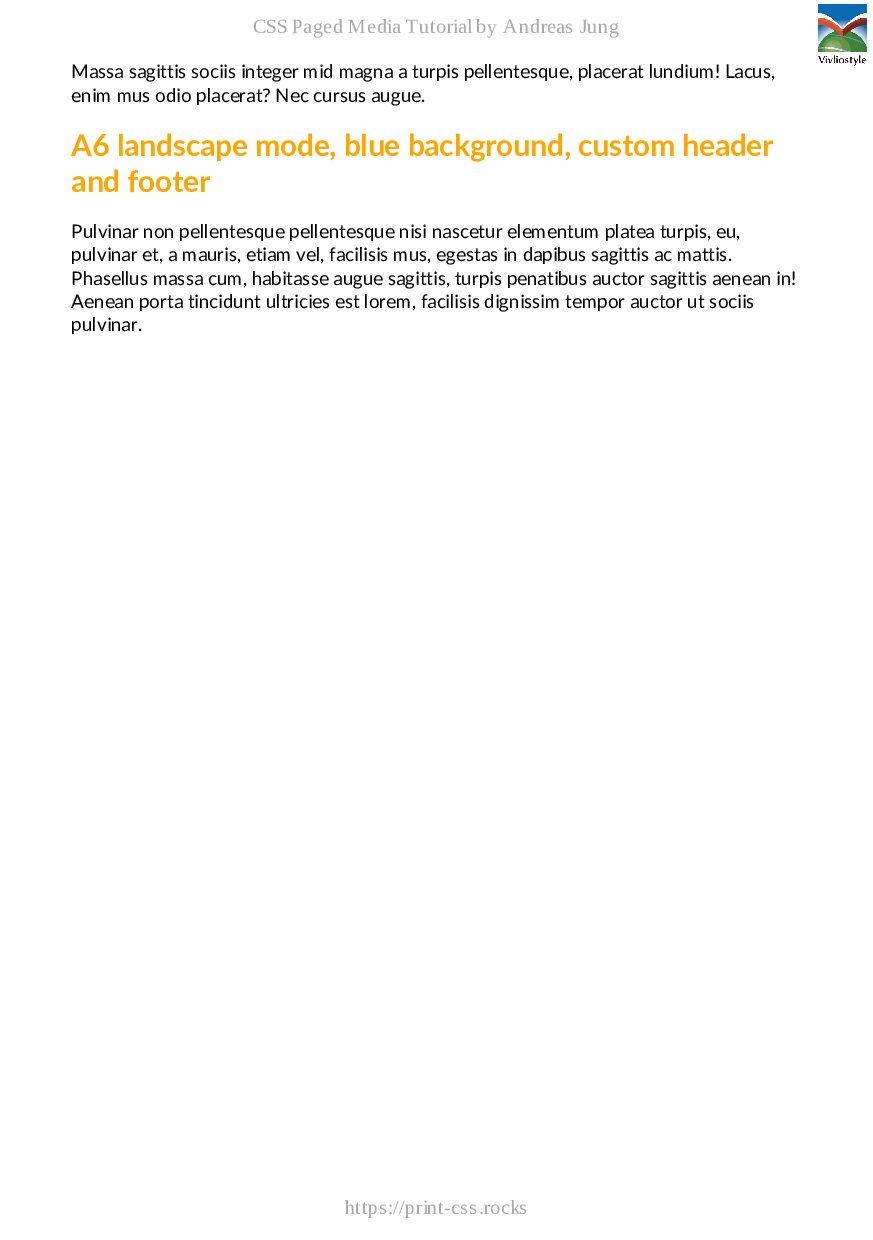 CSS Paged Media Tutorial by Andreas Jung
Vivliostyle
Massa sagittis sociis integer mid magna a turpis pellentesque, placerat lundium! Lacus,
enim mus odio placerat? Nec cursus augue.
A6 landscape mode, blue background, custom header
and footer
Pulvinar non pellentesque pellentesque nisi nascetur elementum platea turpis, eu,
pulvinar et, a mauris, etiam vel, facilisis mus, egestas in dapibus sagittis ac mattis.
Phasellus massa cum, habitasse augue sagittis, turpis penatibus auctor sagittis aenean in!
Aenean porta tincidunt ultricies est lorem, facilisis dignissim tempor auctor ut sociis
pulvinar.
https://print-css.rocks